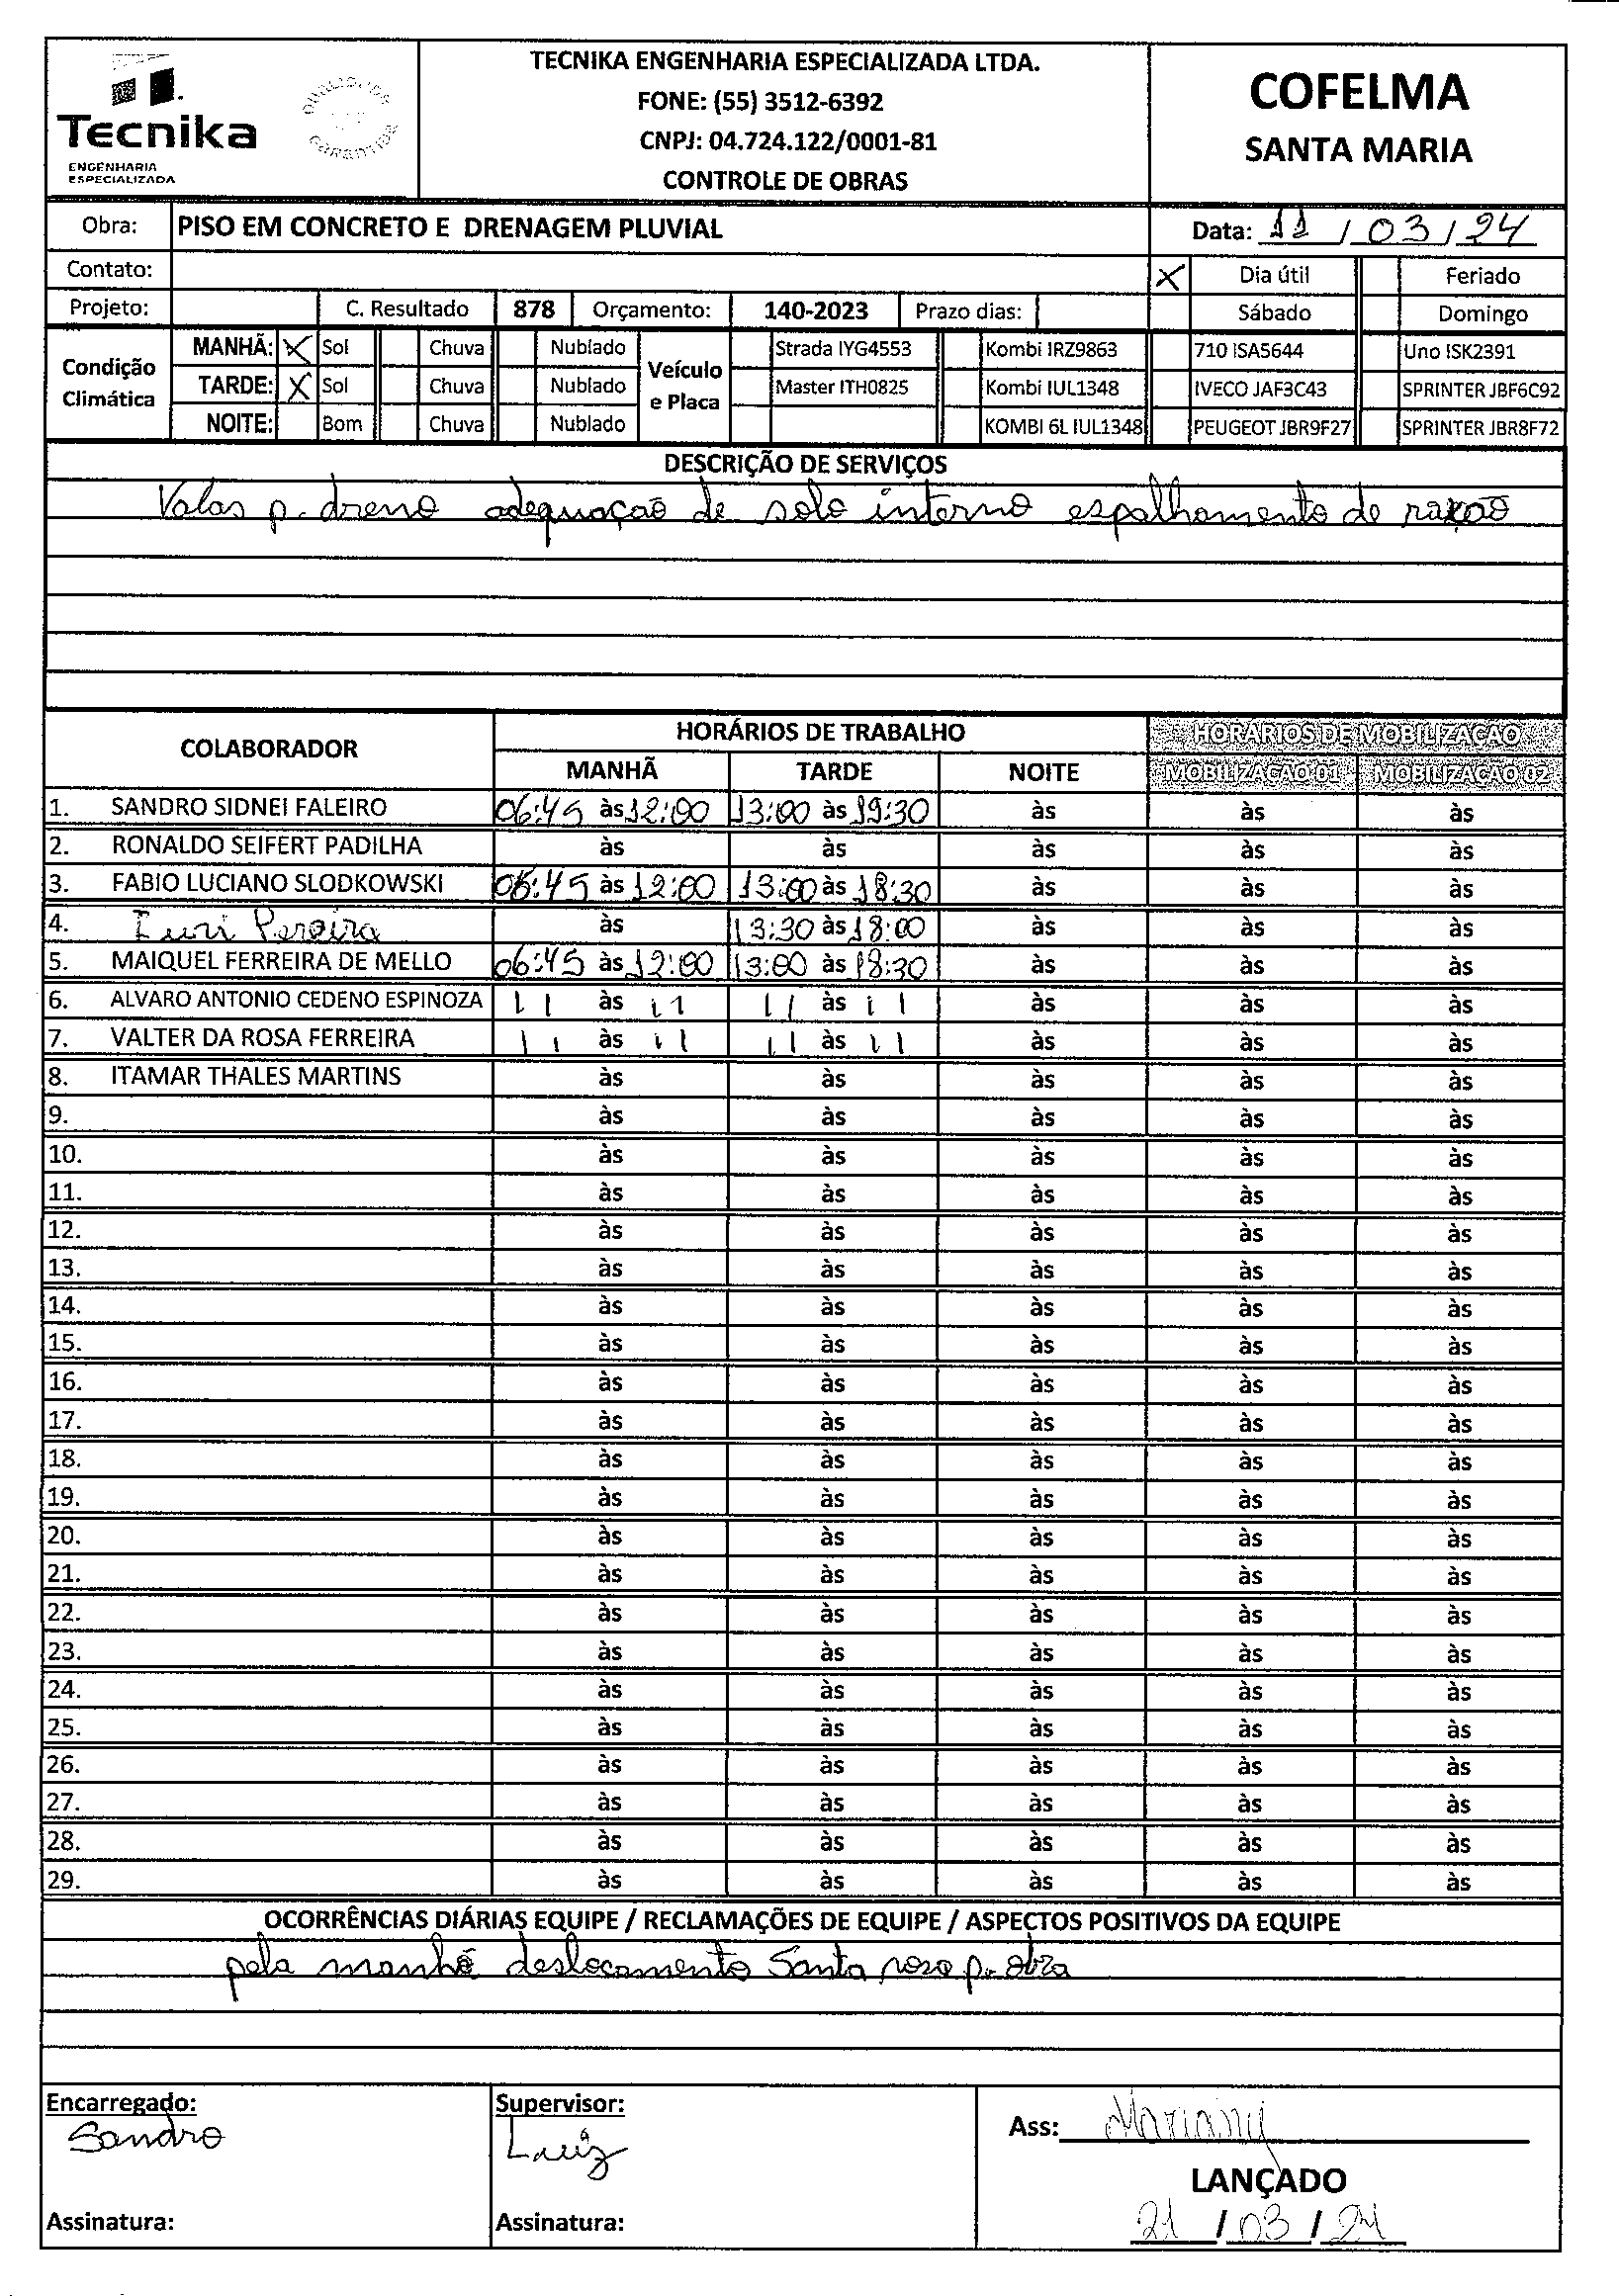 TECNIKA ENGENHARIA ESPECIALIZADA LTDA.
FONE: (55) 3512-6392
CNPJ: 04.724.122/0001-81
CONTROLE DE OBRAS
Tecnika
ENGENHARIA
ESPECIALIZADA
QUALIDADE
GARANTIDA
COFELMA
SANTA MARIA
Obra: PISO EM CONCRETO E DRENAGEM PLUVIAL Data: 11 / 03 / 24
Contato: X Dia útil Feriado
Projeto: C. Resultado 878 Orçamento: 140-2023 Prazo dias: Sábado Domingo
Condição Climática
MANHÃ: X Sol Chuva Nublado
TARDE: X Sol Chuva Nublado
NOITE: Bom Chuva Nublado
Veículo e Placa
Strada IYG4553 Kombi IRZ9863 710 ISA5644 Uno ISK2391
Master ITH0825 Kombi IUL1348 IVECO JAF3C43 SPRINTER JBF6C92
KOMBI 6L IUL1348 PEUGEOT JBR9F27 SPRINTER JBR8F72
DESCRIÇÃO DE SERVIÇOS
Valas p. dreno adequação de solo interno espalhamento de
COLABORADOR HORÁRIOS DE TRABALHO HORÁRIOS DE MOBILIZAÇÃO
MANHÃ TARDE NOITE MOBILIZAÇÃO 01 MOBILIZAÇÃO 02
1. SANDRO SIDNEI FALEIRO 06:45 às 12:00 13:00 às 19:30 às às às
2. RONALDO SEIFERT PADILHA às às às às às
3. FABIO LUCIANO SLODKOWSKI 06:45 às 12:00 13:00 às 18:30 às às às
4. Iuri Pereira às 13:30 às 18:00 às às às
5. MAIQUEL FERREIRA DE MELLO 06:45 às 12:00 13:00 às 18:30 às às às
6. ALVARO ANTONIO CEDENO ESPINOZA 11 às 11 11 às 11 às às às
7. VALTER DA ROSA FERREIRA 11 às 11 11 às 11 às às às
8. ITAMAR THALES MARTINS às às às às às
9. às às às às às
10. às às às às às
11. às às às às às
12. às às às às às
13. às às às às às
14. às às às às às
15. às às às às às
16. às às às às às
17. às às às às às
18. às às às às às
19. às às às às às
20. às às às às às
21. às às às às às
22. às às às às às
23. às às às às às
24. às às às às às
25. às às às às às
26. às às às às às
27. às às às às às
28. às às às às às
29. às às às às às
OCORRÊNCIAS DIÁRIAS EQUIPE / RECLAMAÇÕES DE EQUIPE / ASPECTOS POSITIVOS DA EQUIPE
pela manhã deslocamento Santa rosa p. obra
Encarregado: Supervisor:
Sandro Luiz
Ass: Mariany
LANÇADO
Assinatura: Assinatura: 21 / 03 / 24